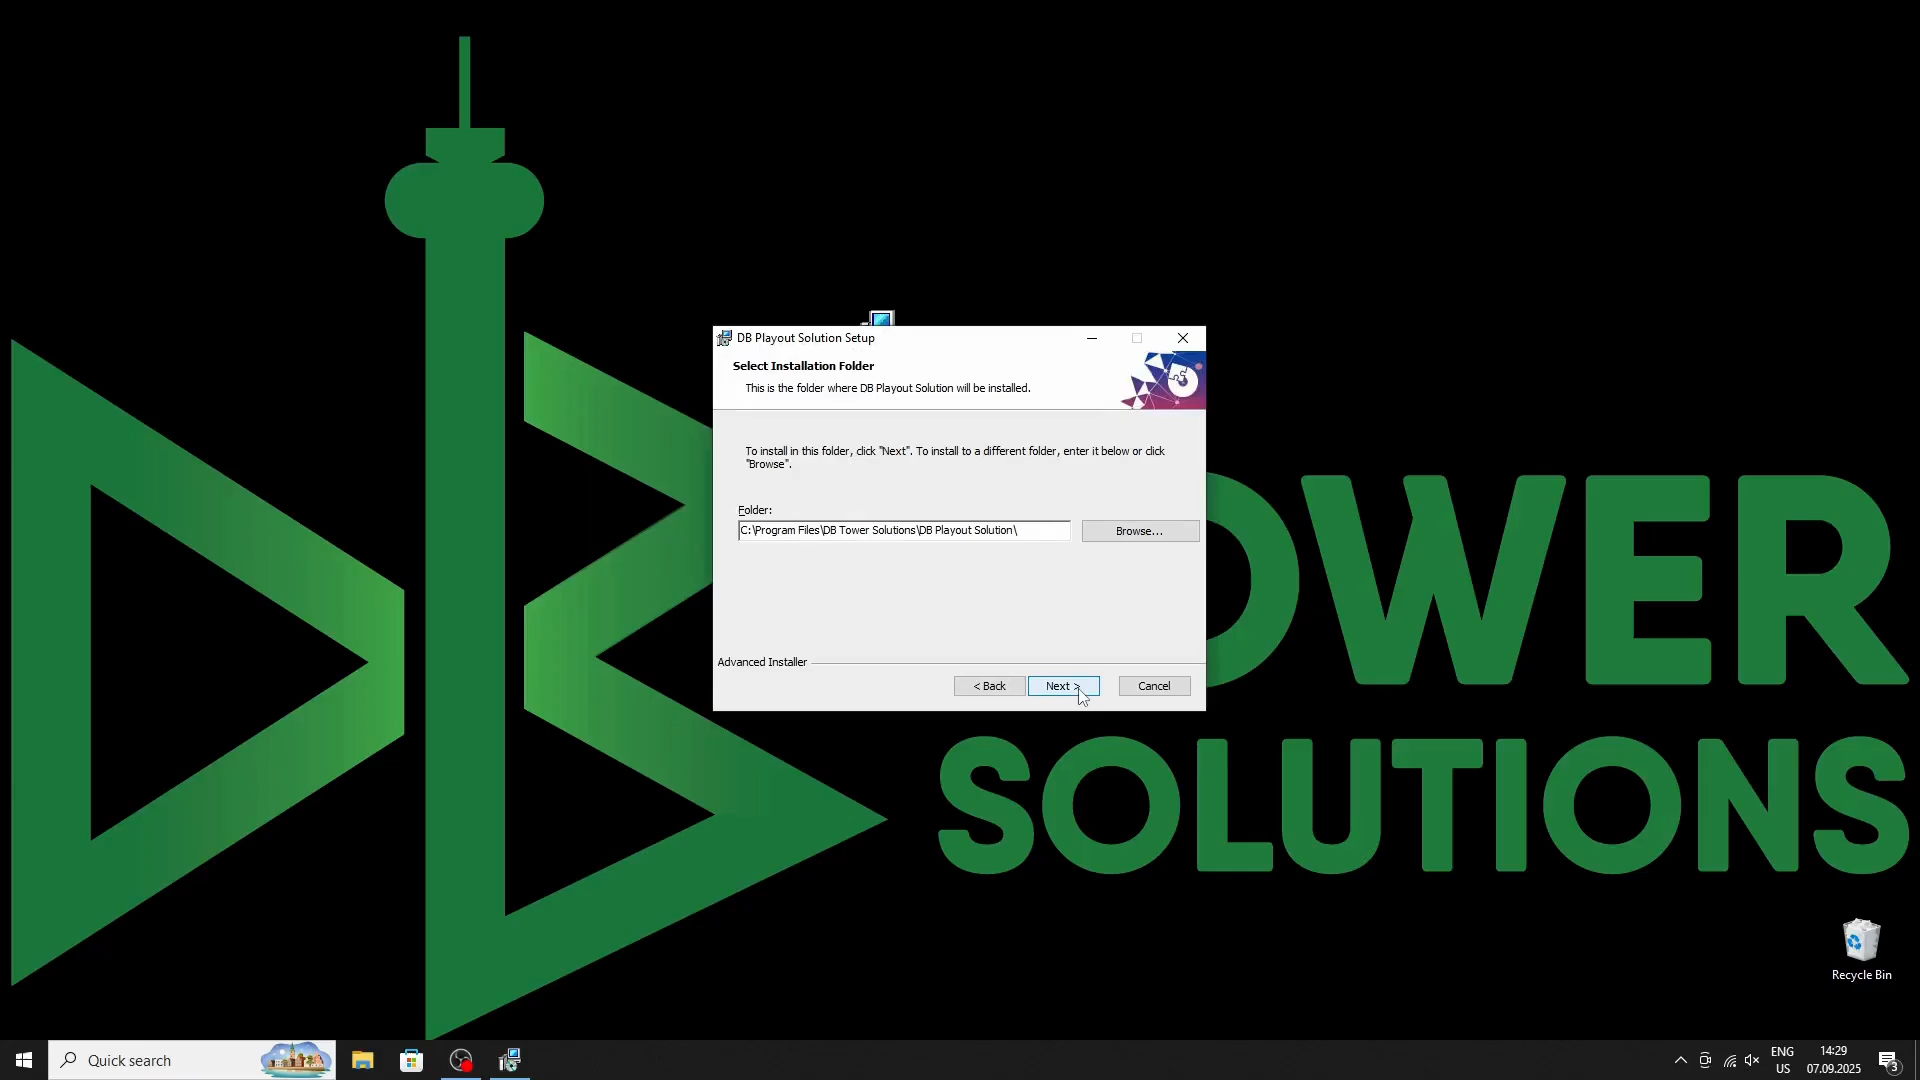 DB Playout Solution Setup
Select Installation Folder
This is the folder where DB Playout Solution will be installed.
To install in this folder, click "Next". To install to a different folder, enter it below or click
"Browse".
Folder:
C:\Program Files\DB Tower Solutions\DB Playout Solution\
Browse...
Advanced Installer
< Back
Next >
Cancel
OWER
SOLUTIONS
Recycle Bin
Quick search
ENG
US
14:29
07.09.2025
3